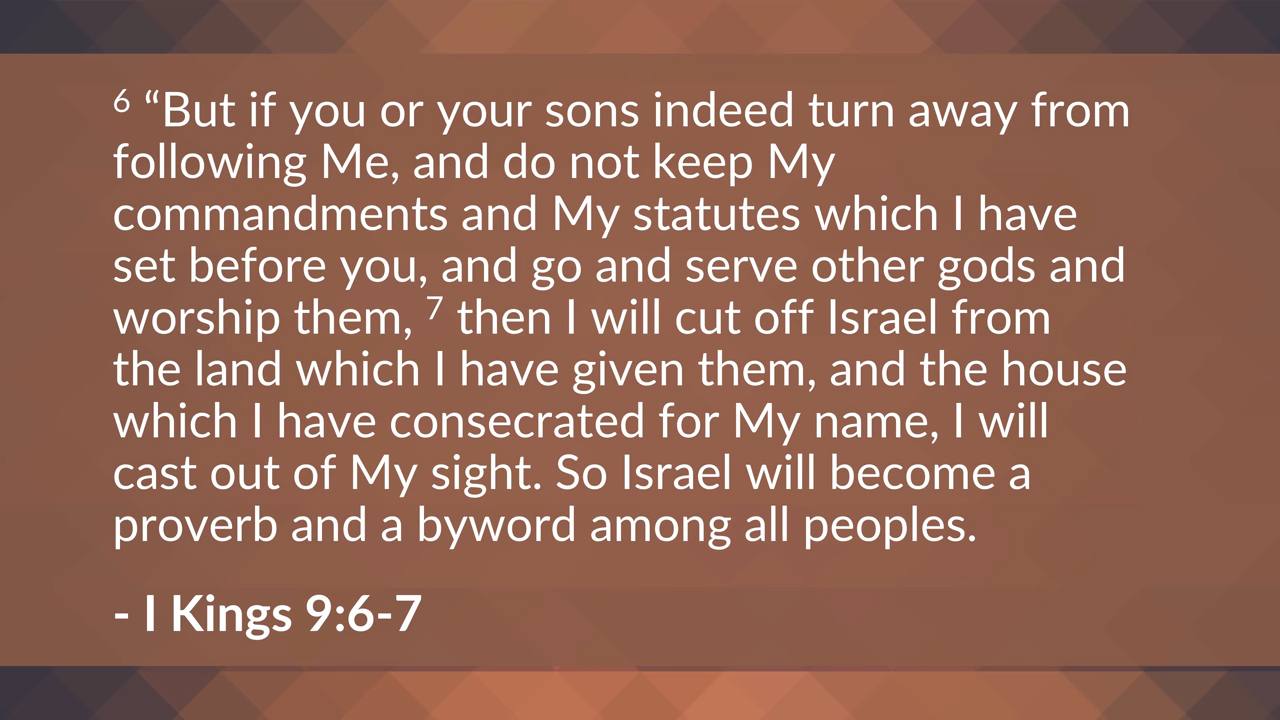 6 “But if you or your sons indeed turn away from
following Me, and do not keep My
commandments and My statutes which I have
set before you, and go and serve other gods and
worship them, 7 then I will cut off Israel from
the land which I have given them, and the house
which I have consecrated for My name, I will
cast out of My sight. So Israel will become a
proverb and a byword among all peoples.
- I Kings 9:6-7